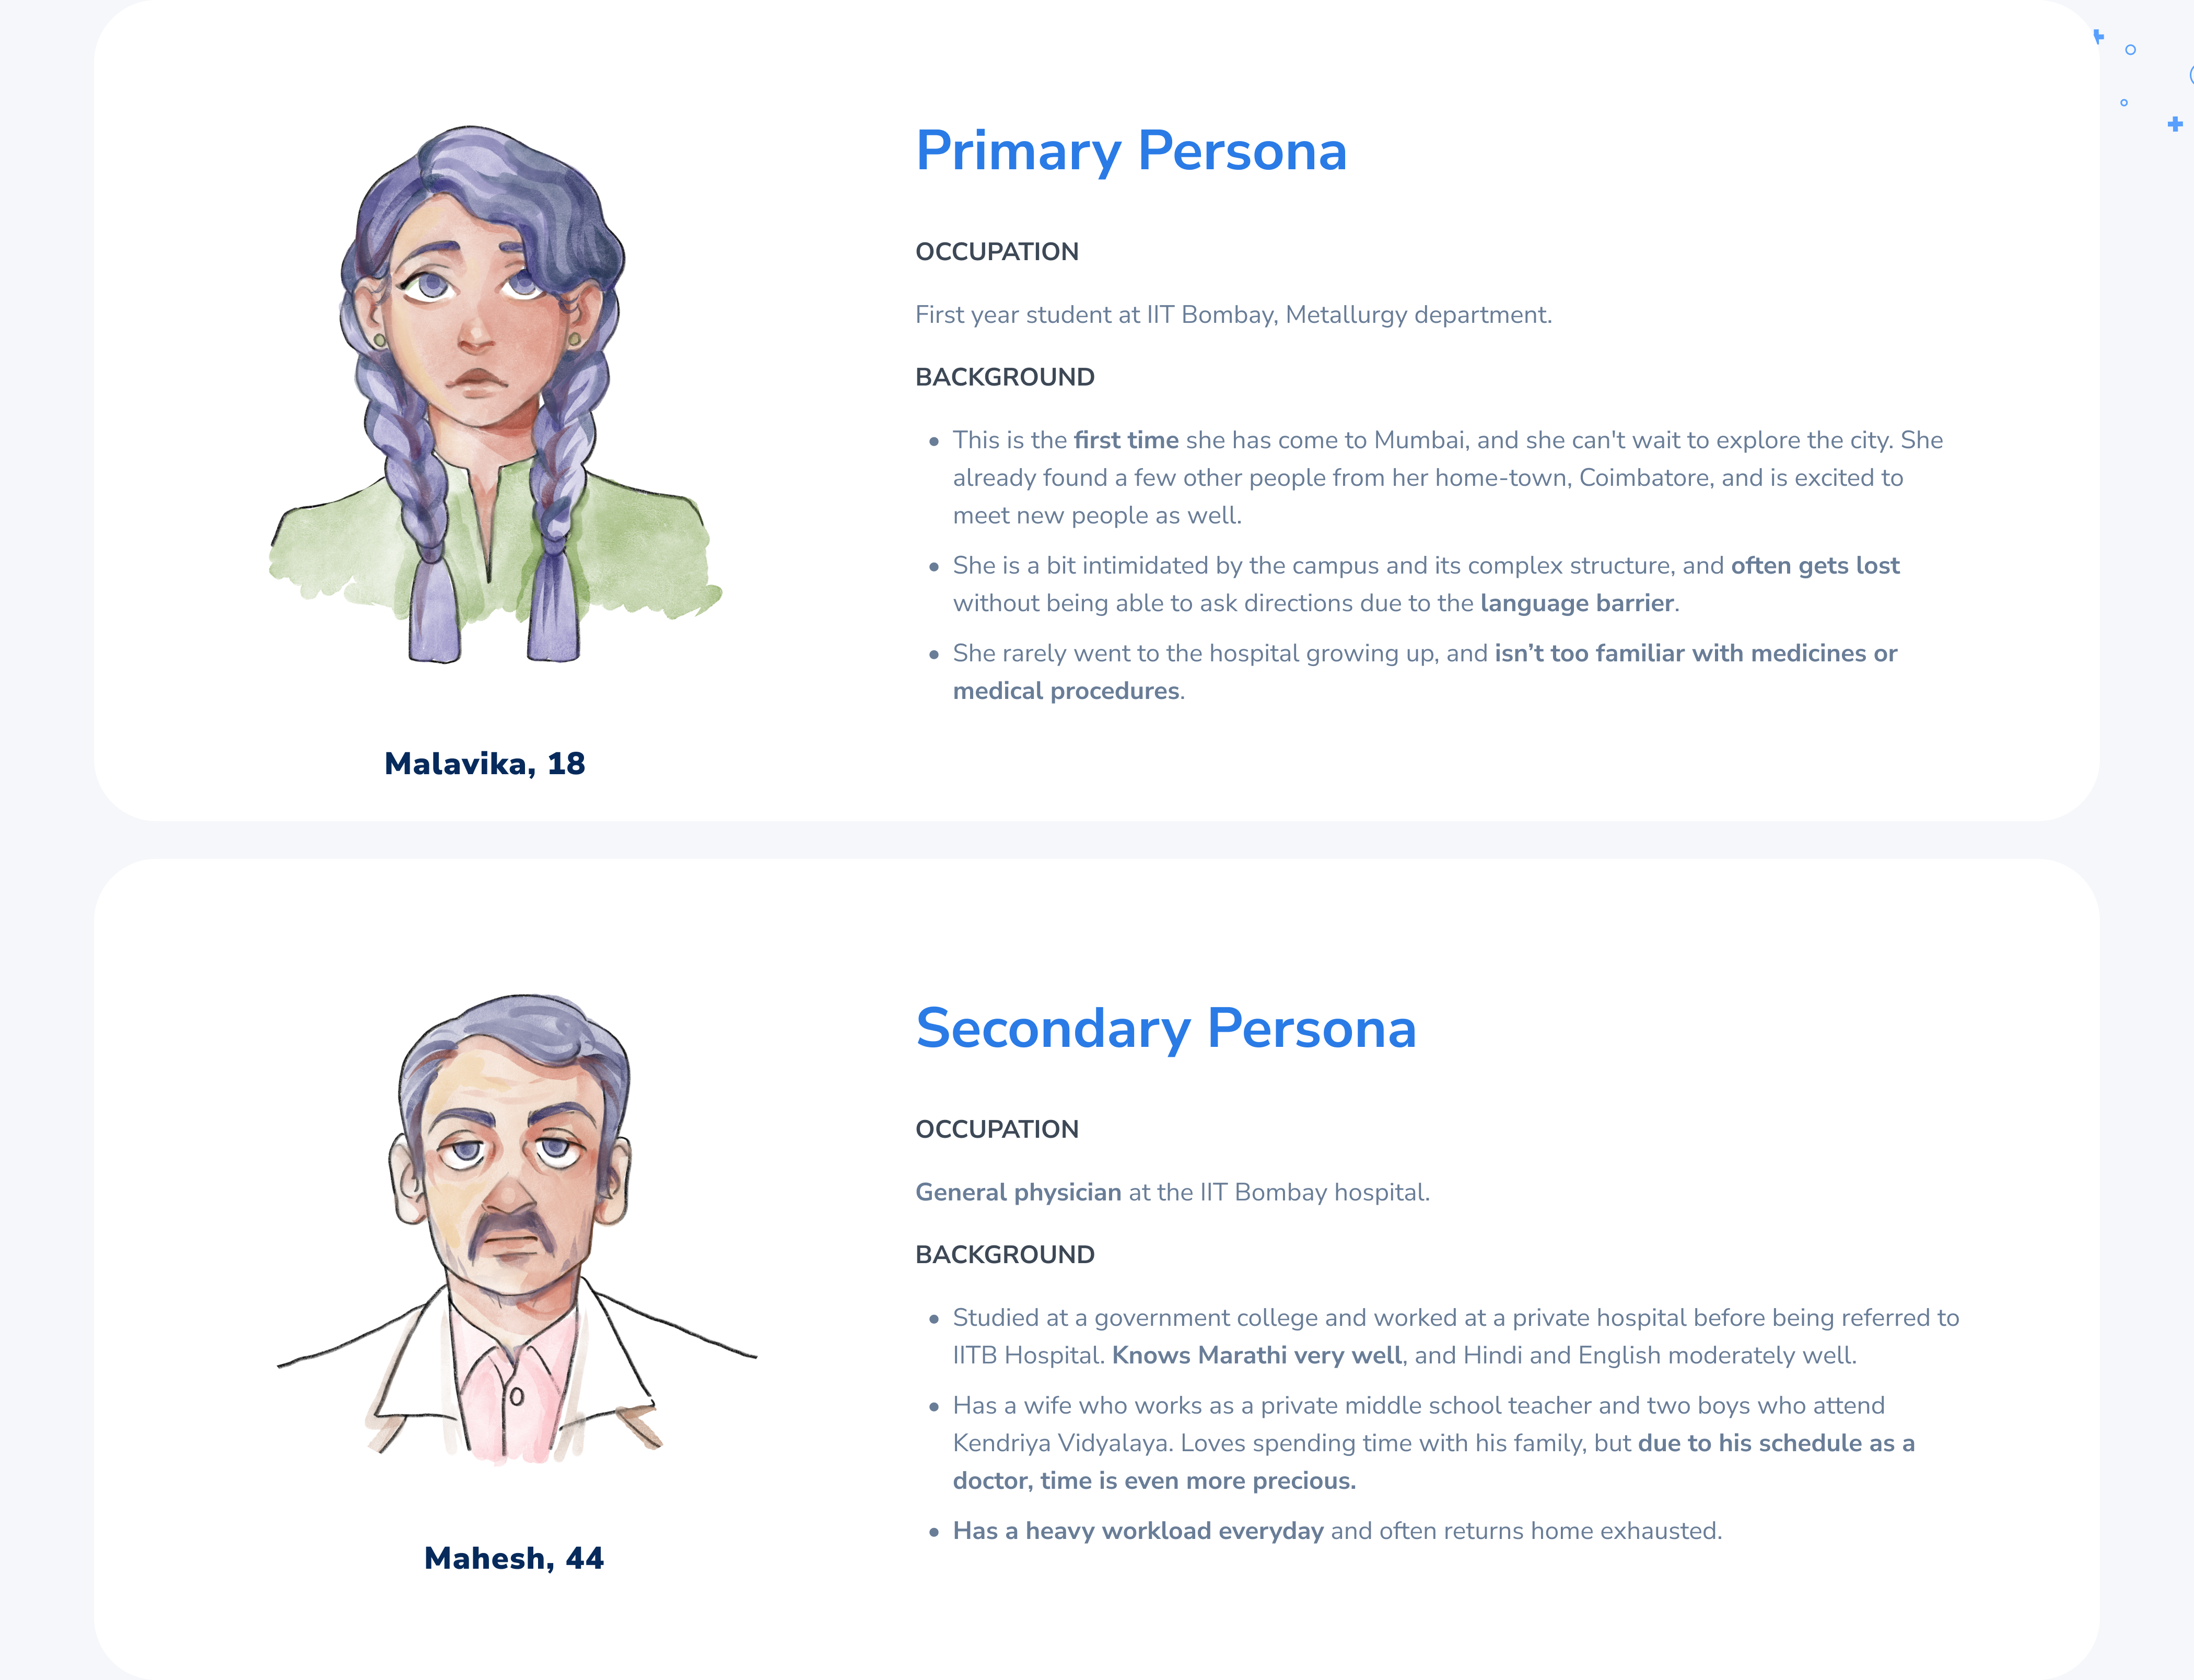 Primary Persona
OCCUPATION
First year student at IIT Bombay, Metallurgy department.
BACKGROUND
• This is the first time she has come to Mumbai, and she can't wait to explore the city. She
already found a few other people from her home-town, Coimbatore, and is excited to
meet new people as well.
• She is a bit intimidated by the campus and its complex structure, and often gets lost
without being able to ask directions due to the language barrier.
• She rarely went to the hospital growing up, and isn’t too familiar with medicines or
medical procedures.
Malavika, 18
Secondary Persona
OCCUPATION
General physician at the IIT Bombay hospital.
BACKGROUND
• Studied at a government college and worked at a private hospital before being referred to
IITB Hospital. Knows Marathi very well, and Hindi and English moderately well.
• Has a wife who works as a private middle school teacher and two boys who attend
Kendriya Vidyalaya. Loves spending time with his family, but due to his schedule as a
doctor, time is even more precious.
• Has a heavy workload everyday and often returns home exhausted.
Mahesh, 44